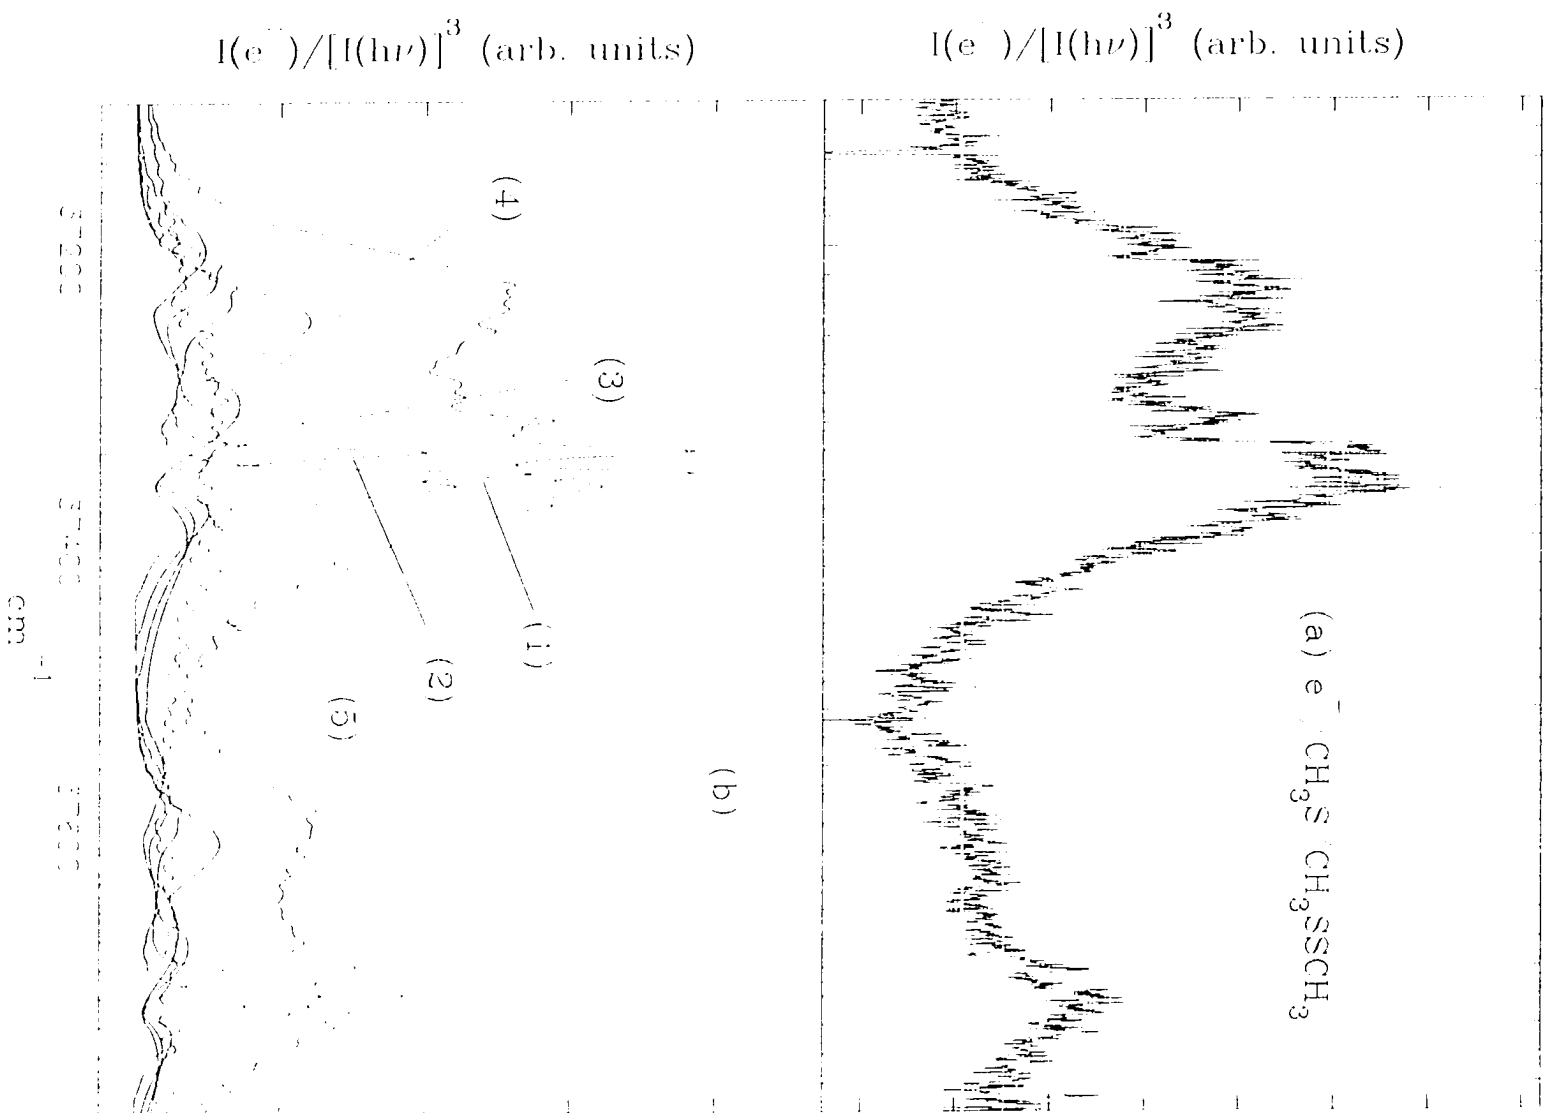 I(e⁻)/[I(hν)]³ (arb. units)
I(e⁻)/[I(hν)]³ (arb. units)
(a) e⁻ CH₃S CH₃SSCH₃
(b)
(4)
(3)
(1)
(2)
(5)
cm⁻¹